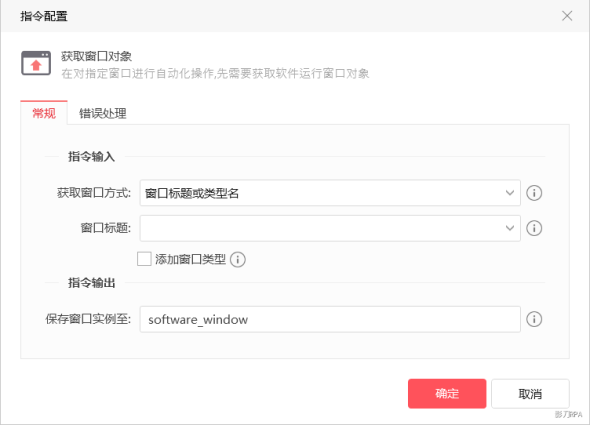 指令配置
获取窗口对象
在对指定窗口进行自动化操作,先需要获取软件运行窗口对象
常规 错误处理
指令输入
获取窗口方式: 窗口标题或类型名
窗口标题:
添加窗口类型
指令输出
保存窗口实例至: software_window
确定 取消
影刀RPA